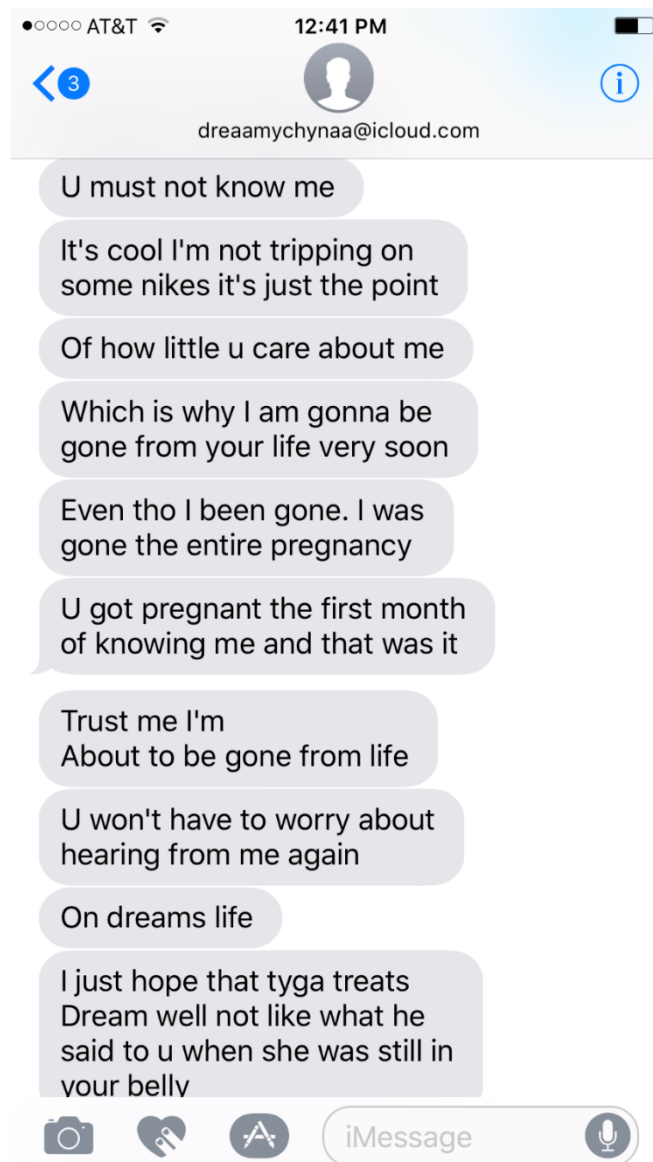 AT&T 12:41 PM
3
dreaamychynaa@icloud.com
U must not know me
It's cool I'm not tripping on
some nikes it's just the point
Of how little u care about me
Which is why I am gonna be
gone from your life very soon
Even tho I been gone. I was
gone the entire pregnancy
U got pregnant the first month
of knowing me and that was it
Trust me I'm
About to be gone from life
U won't have to worry about
hearing from me again
On dreams life
I just hope that tyga treats
Dream well not like what he
said to u when she was still in
your belly
iMessage